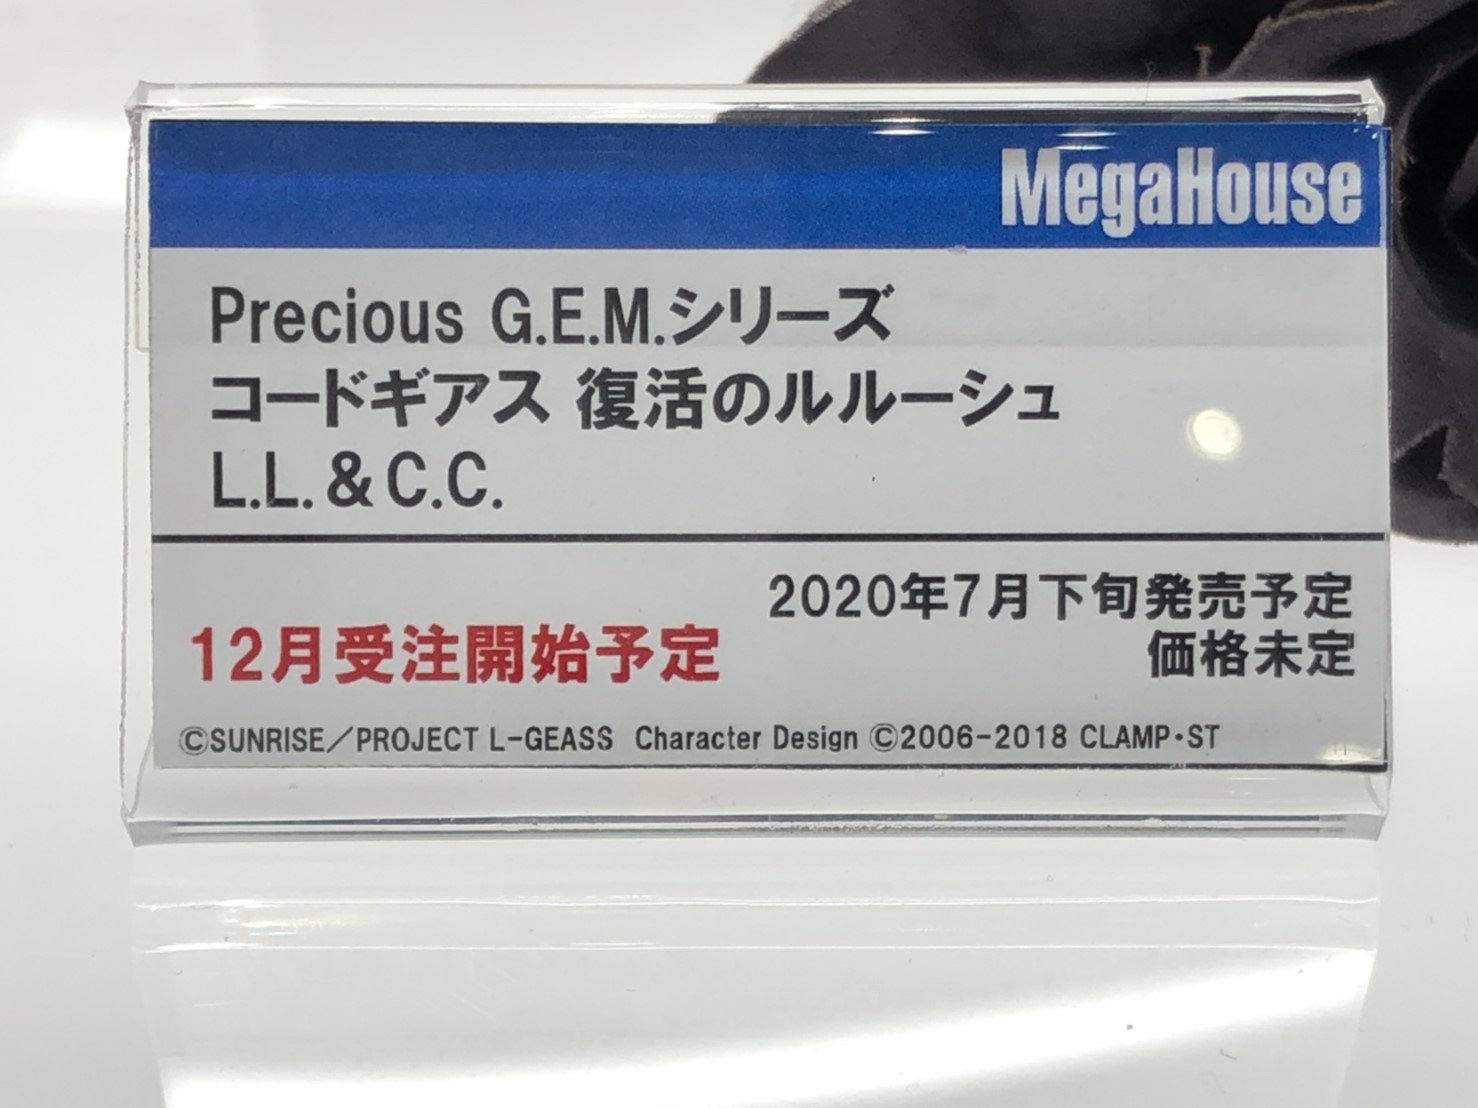 MegaHouse
Precious G.E.M.シリーズ
コードギアス 復活のルルーシュ
L.L.&C.C.
2020年7月下旬発売予定
価格未定
12月受注開始予定
©SUNRISE／PROJECT L-GEASS Character Design ©2006-2018 CLAMP・ST